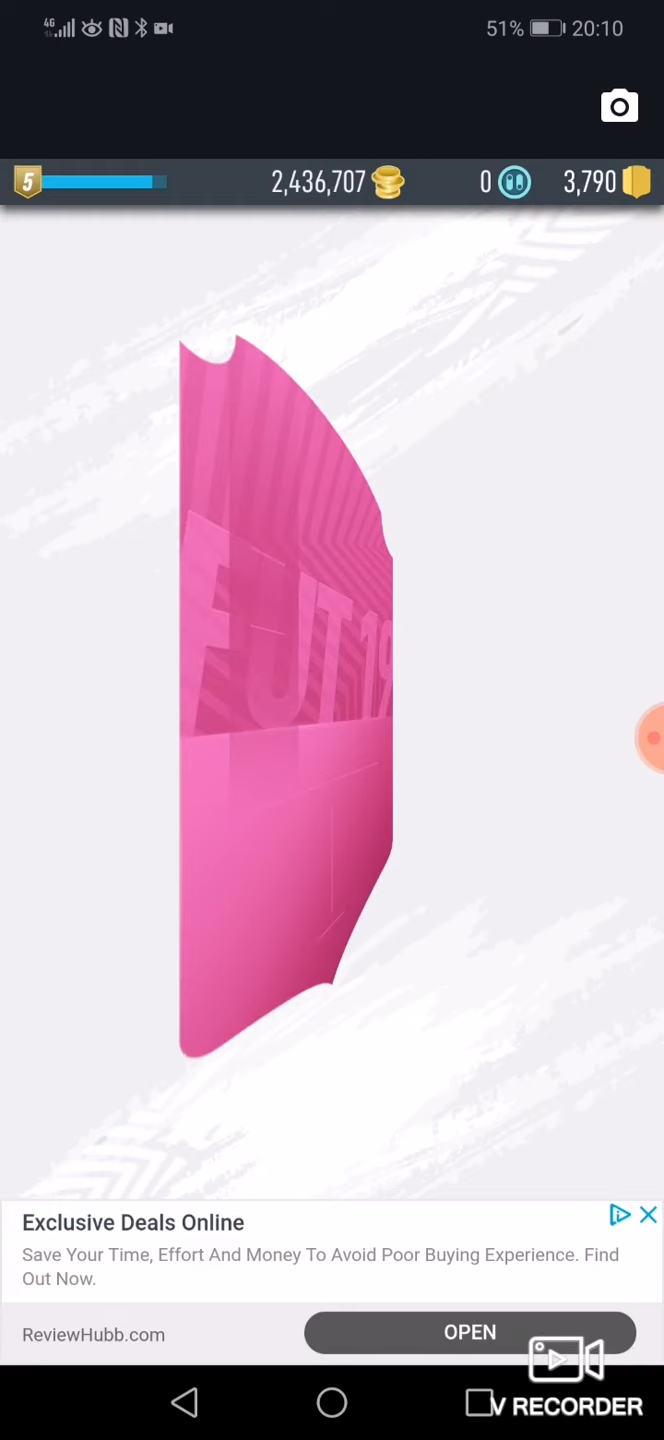 4G 51% 20:10
5 2,436,707 0 3,790
FUT 19
Exclusive Deals Online
Save Your Time, Effort And Money To Avoid Poor Buying Experience. Find
Out Now.
ReviewHubb.com OPEN
V RECORDER